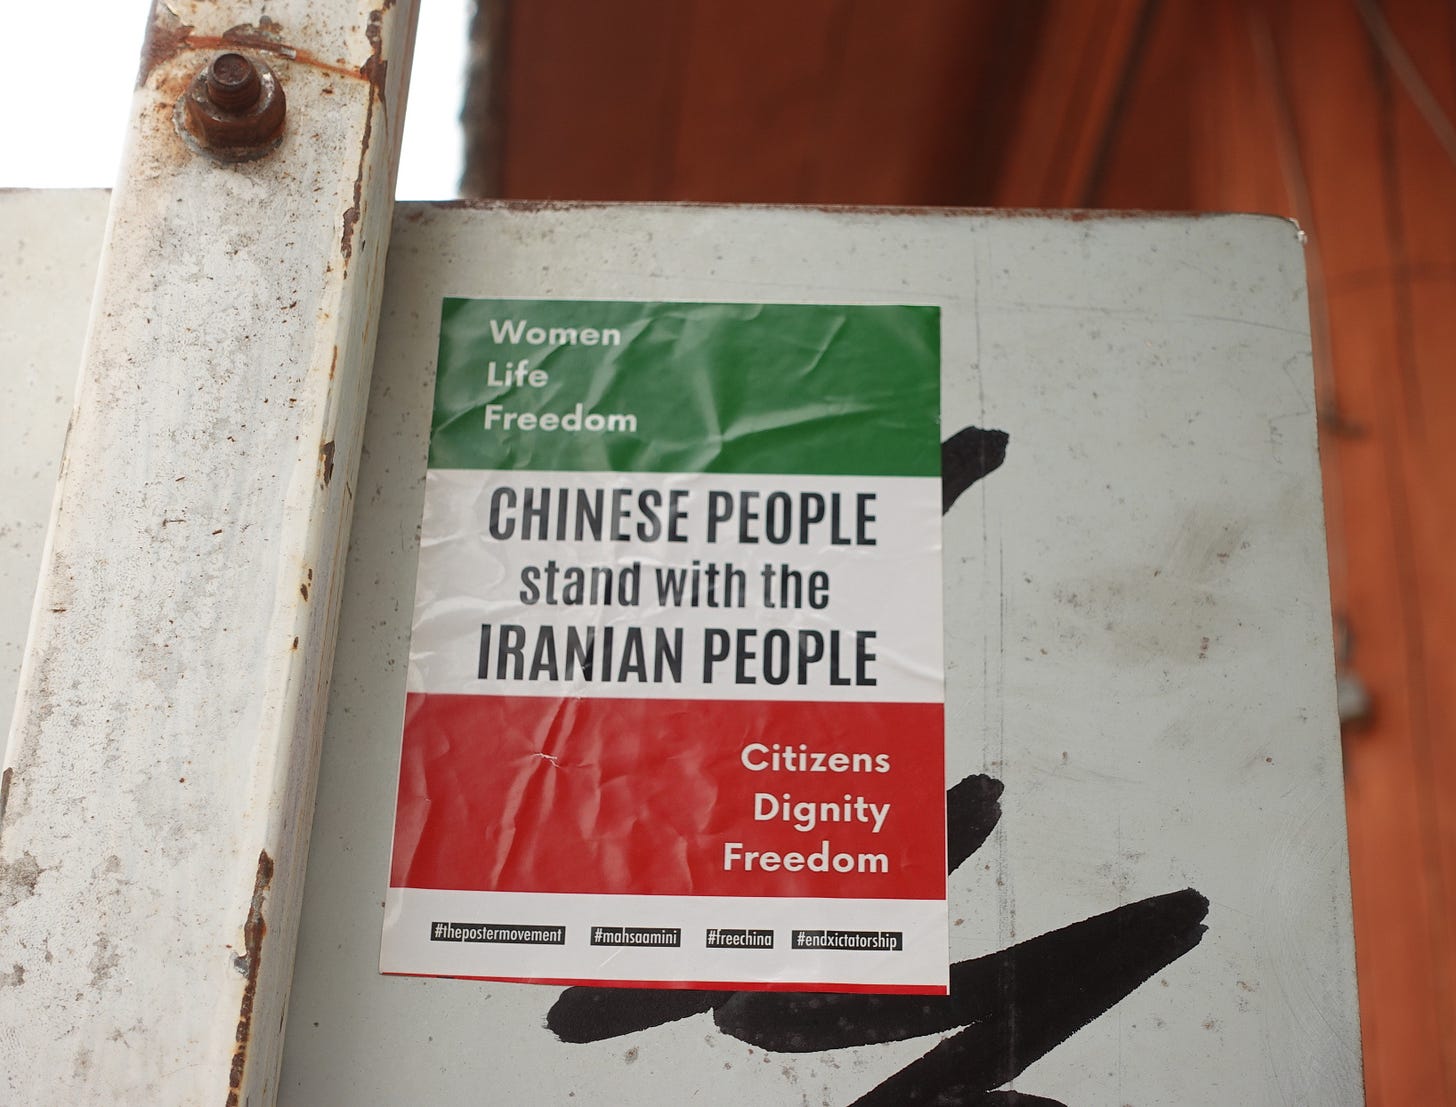 Women
Life
Freedom
CHINESE PEOPLE
stand with the
IRANIAN PEOPLE
Citizens
Dignity
Freedom
#thepostermovement #mahsaamini #freechina #endxictatorship